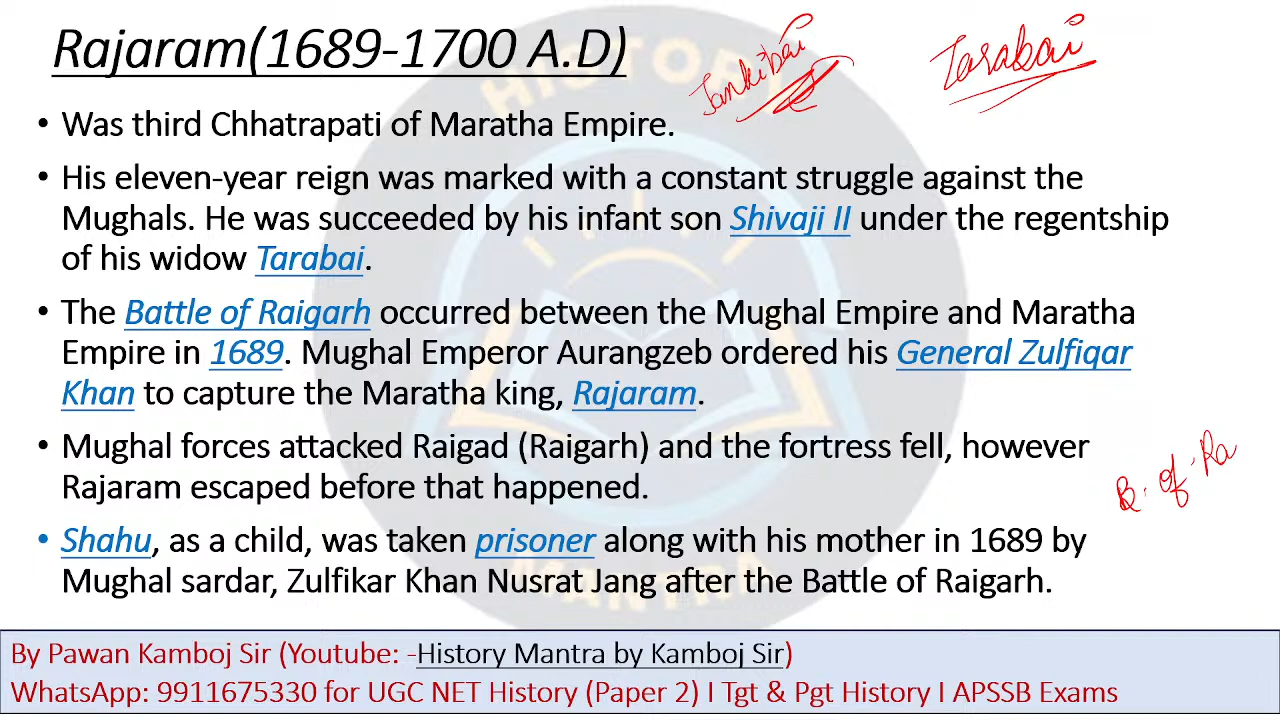 Rajaram(1689-1700 A.D)
Jankibai
Tarabai
• Was third Chhatrapati of Maratha Empire.
• His eleven-year reign was marked with a constant struggle against the
Mughals. He was succeeded by his infant son Shivaji II under the regentship
of his widow Tarabai.
• The Battle of Raigarh occurred between the Mughal Empire and Maratha
Empire in 1689. Mughal Emperor Aurangzeb ordered his General Zulfiqar
Khan to capture the Maratha king, Rajaram.
• Mughal forces attacked Raigad (Raigarh) and the fortress fell, however
Rajaram escaped before that happened.
B. of Ra
• Shahu, as a child, was taken prisoner along with his mother in 1689 by
Mughal sardar, Zulfikar Khan Nusrat Jang after the Battle of Raigarh.
HISTORY
MANTRA
By Pawan Kamboj Sir (Youtube: -History Mantra by Kamboj Sir)
WhatsApp: 9911675330 for UGC NET History (Paper 2) I Tgt & Pgt History I APSSB Exams